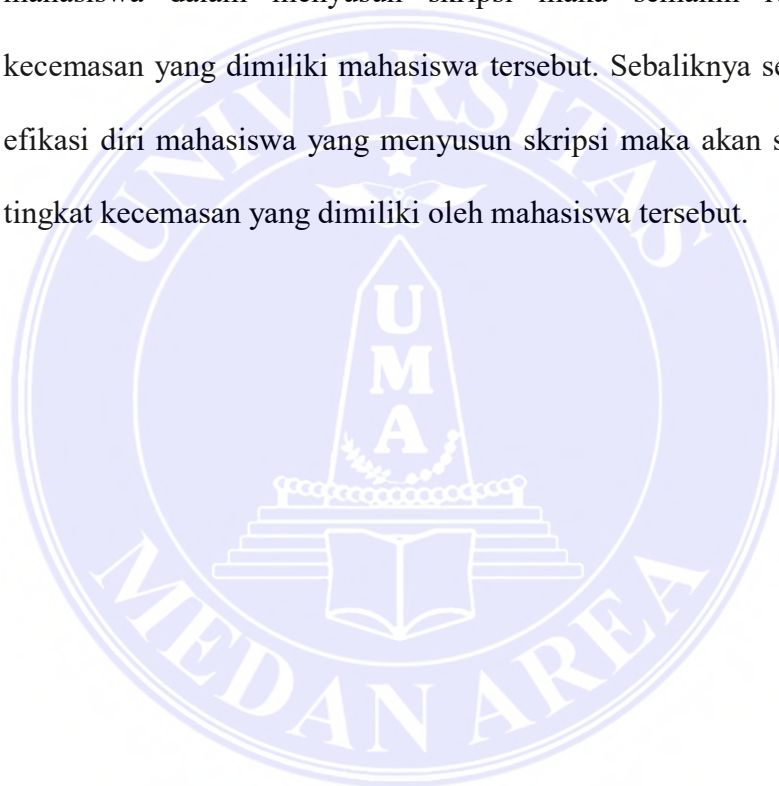 mahasiswa dalam menyusun skripsi maka semakin
kecemasan yang dimiliki mahasiswa tersebut. Sebaliknya
efikasi diri mahasiswa yang menyusun skripsi maka akan
tingkat kecemasan yang dimiliki oleh mahasiswa tersebut.
UNIVERSITAS
U
M
A
MEDAN AREA